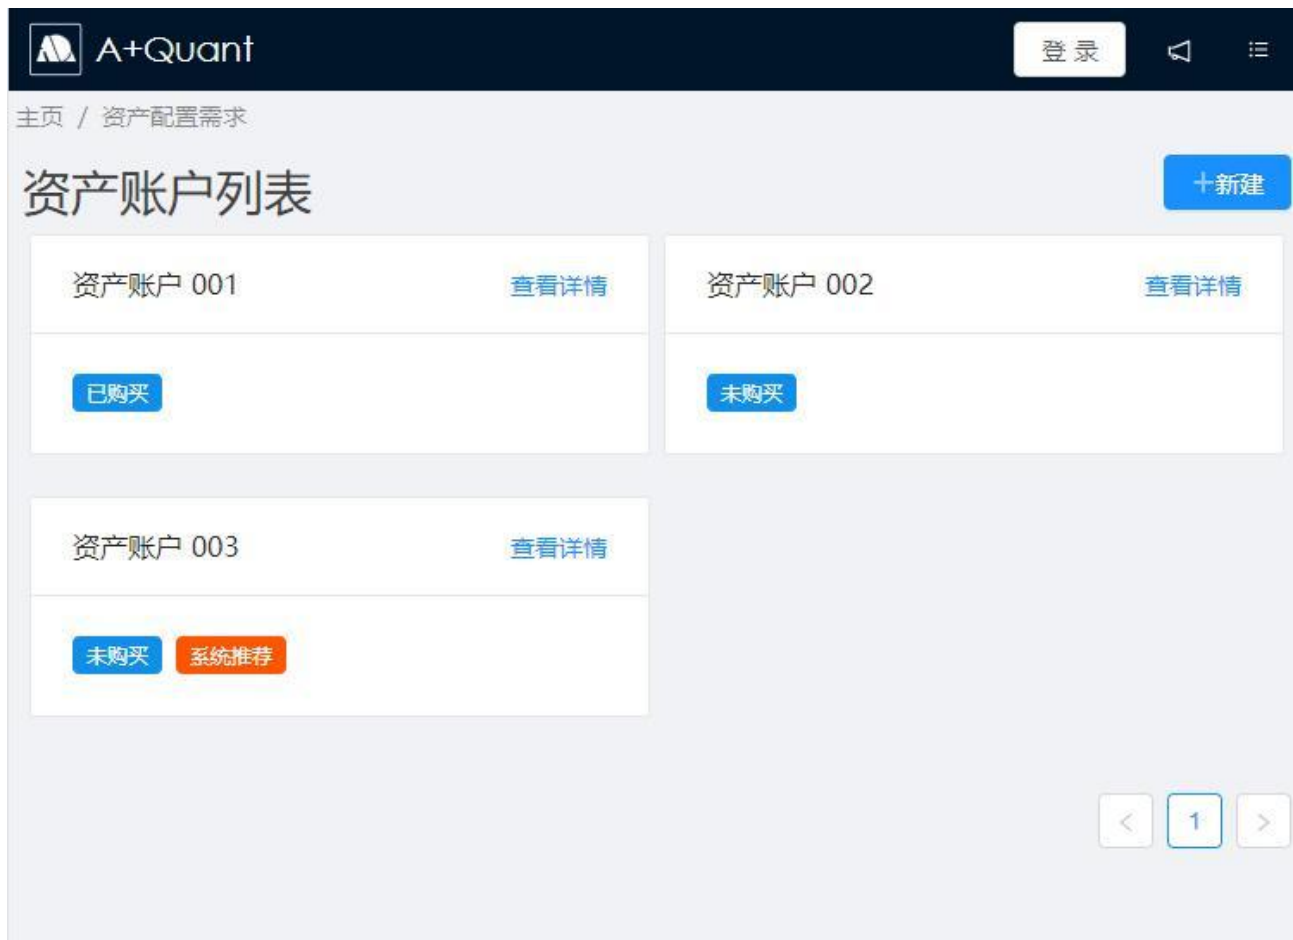 A+Quant 登 录
主页 / 资产配置需求
资产账户列表 +新建
资产账户 001 查看详情
资产账户 002 查看详情
已购买
未购买
资产账户 003 查看详情
未购买 系统推荐
< 1 >